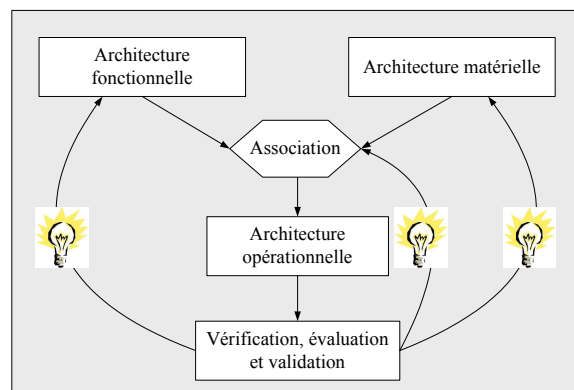 Architecture
fonctionnelle
Architecture matérielle
Association
Architecture
opérationnelle
Vérification, évaluation
et validation